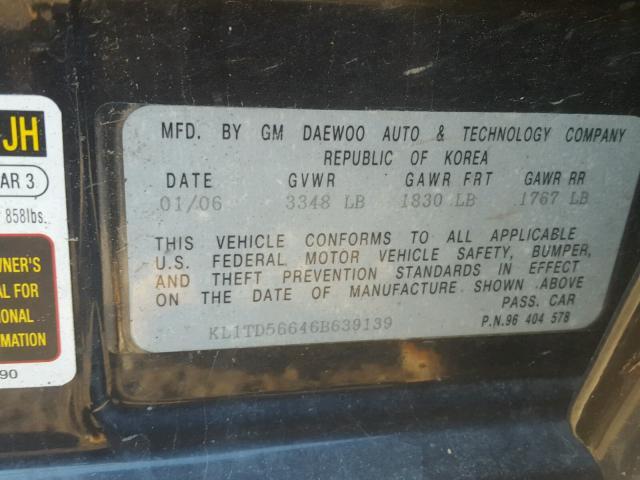 JH
AR 3
858lbs.
WNER'S
AL FOR
ONAL
RMATION
90
MFD. BY GM DAEWOO AUTO & TECHNOLOGY COMPANY
REPUBLIC OF KOREA
DATE GVWR GAWR FRT GAWR RR
01/06 3348 LB 1830 LB 1767 LB
THIS VEHICLE CONFORMS TO ALL APPLICABLE
U.S. FEDERAL MOTOR VEHICLE SAFETY, BUMPER,
AND THEFT PREVENTION STANDARDS IN EFFECT
ON THE DATE OF MANUFACTURE SHOWN ABOVE
PASS. CAR
KL1TD56646B639139
P.N.96 404 578